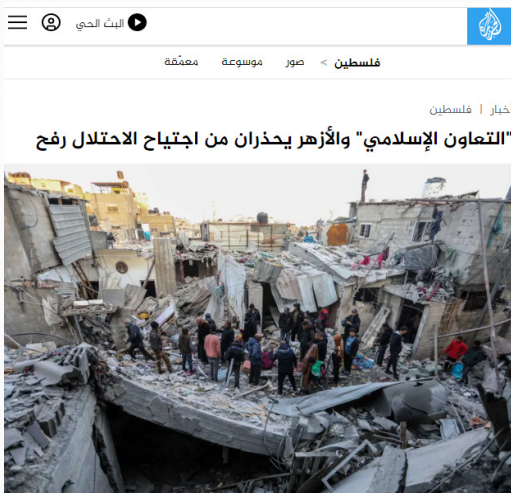 البث الحي
فلسطين > صور موسوعة معمّقة
خبار | فلسطين
"التعاون الإسلامي" والأزهر يحذران من اجتياح الاحتلال رفح